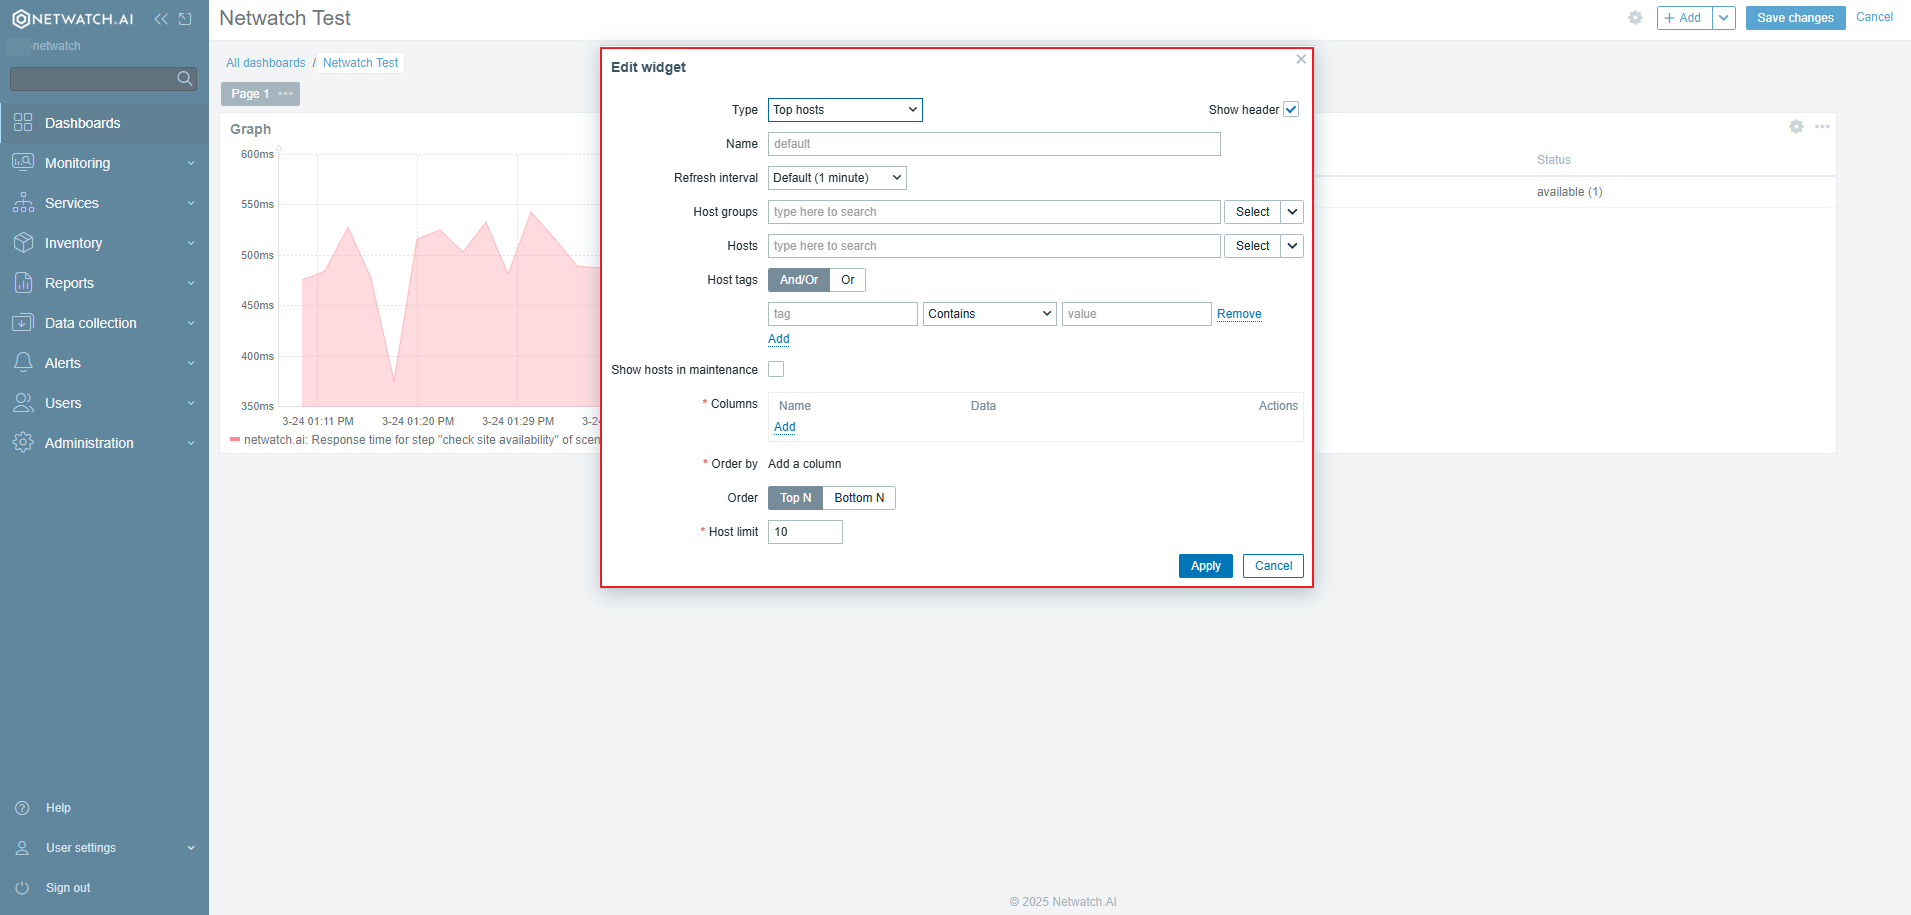 NETWATCH.AI
-netwatch
Dashboards
Monitoring
Services
Inventory
Reports
Data collection
Alerts
Users
Administration
Help
User settings
Sign out
Netwatch Test
+ Add
Save changes
Cancel
All dashboards / Netwatch Test
Page 1
Graph
600ms
550ms
500ms
450ms
400ms
350ms
3-24 01:11 PM 3-24 01:20 PM 3-24 01:29 PM 3-24
netwatch.ai: Response time for step "check site availability" of scen
Status
available (1)
Edit widget
Type Top hosts Show header
Name default
Refresh interval Default (1 minute)
Host groups type here to search Select
Hosts type here to search Select
Host tags And/Or Or
tag Contains value Remove
Add
Show hosts in maintenance
* Columns Name Data Actions
Add
* Order by Add a column
Order Top N Bottom N
* Host limit 10
Apply Cancel
© 2025 Netwatch.AI